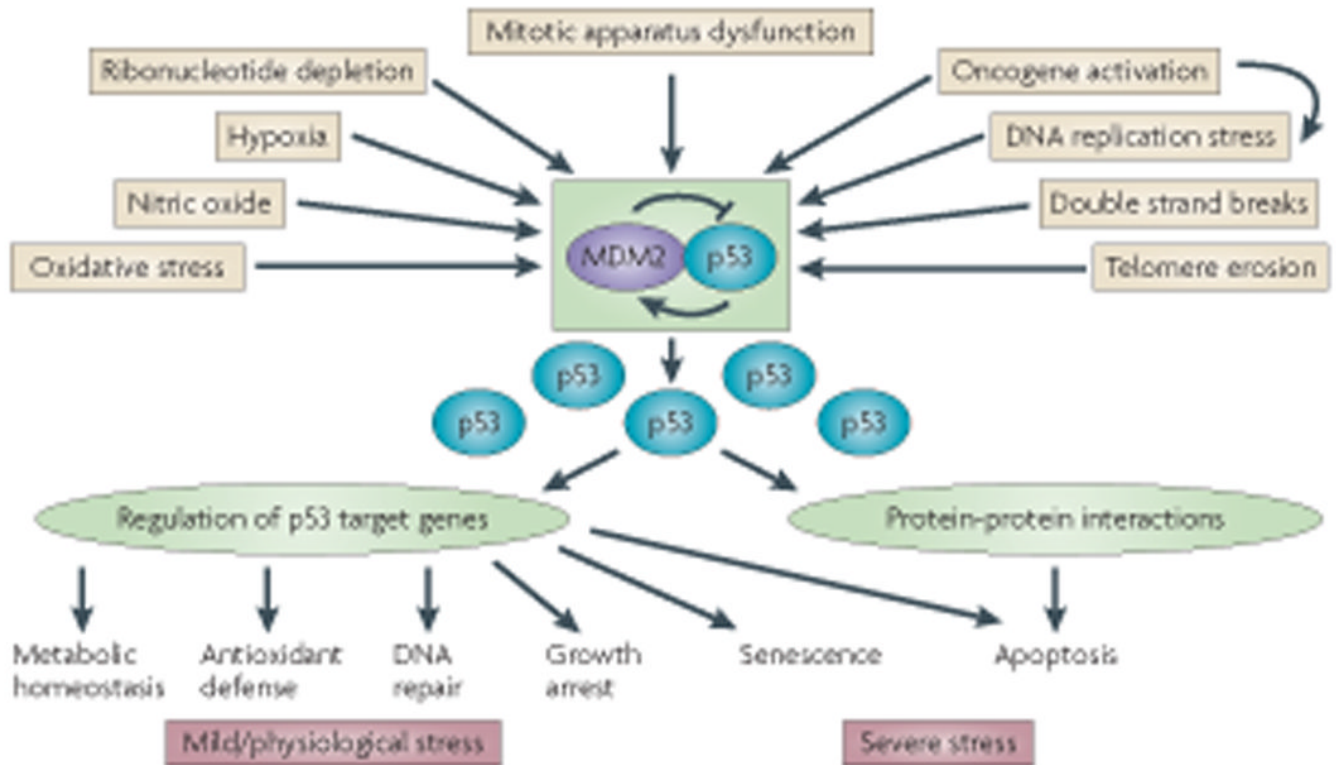 Mitotic apparatus dysfunction
Ribonucleotide depletion
Oncogene activation
Hypoxia
DNA replication stress
Nitric oxide
Double strand breaks
Oxidative stress
MDM2
p53
Telomere erosion
p53
p53
p53
p53
p53
Regulation of p53 target genes
Protein-protein interactions
Metabolic
homeostasis
Antioxidant
defense
DNA
repair
Growth
arrest
Senescence
Apoptosis
Mild/physiological stress
Severe stress